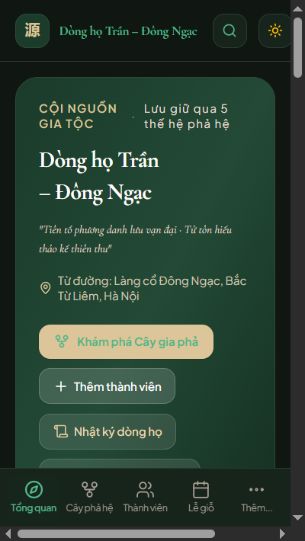 源 Dòng họ Trần – Đông Ngạc
CỘI NGUỒN GIA TỘC · Lưu giữ qua 5 thế hệ phả hệ
Dòng họ Trần
– Đông Ngạc
"Tiên tổ phương danh lưu vạn đại · Tử tôn hiếu
thảo kế thiên thu"
Từ đường: Làng cổ Đông Ngạc, Bắc
Từ Liêm, Hà Nội
Khám phá Cây gia phả
Thêm thành viên
Nhật ký dòng họ
Tổng quan Cây phả hệ Thành viên Lễ giỗ Thêm...